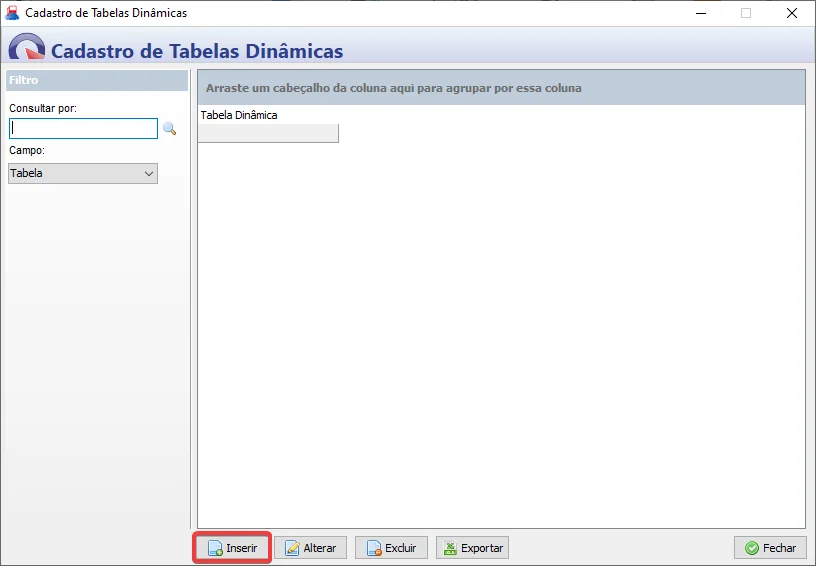 Cadastro de Tabelas Dinâmicas
Cadastro de Tabelas Dinâmicas
Filtro
Consultar por:
Campo:
Tabela
Arraste um cabeçalho da coluna aqui para agrupar por essa coluna
Tabela Dinâmica
Inserir
Alterar
Excluir
Exportar
Fechar